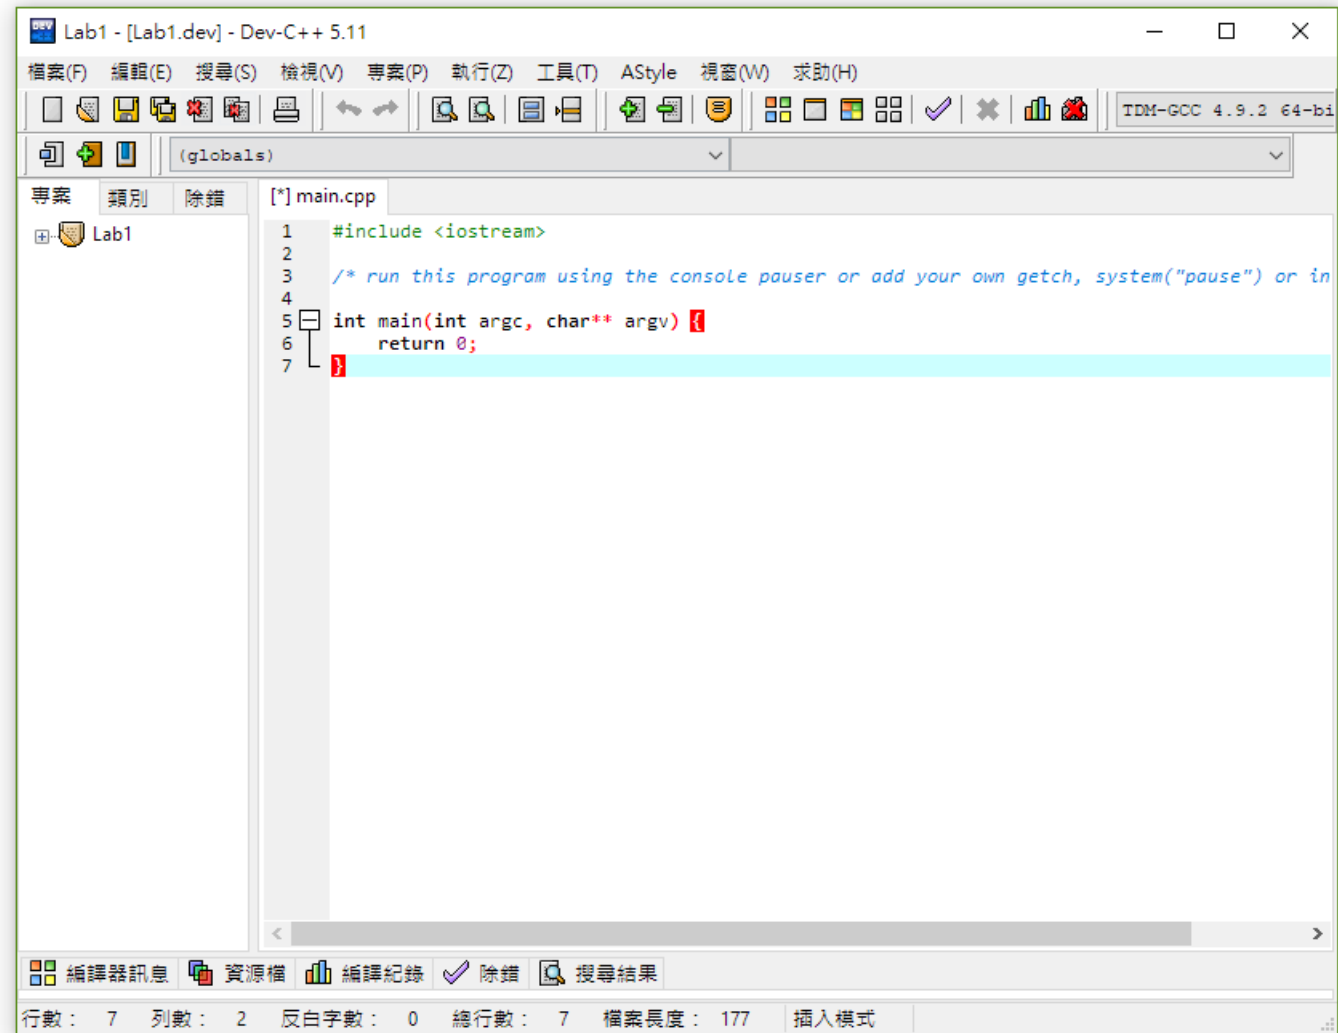 Lab1 - [Lab1.dev] - Dev-C++ 5.11
檔案(F) 編輯(E) 搜尋(S) 檢視(V) 專案(P) 執行(Z) 工具(T) AStyle 視窗(W) 求助(H)
TDM-GCC 4.9.2 64-bi
(globals)
專案 類別 除錯 [*] main.cpp
Lab1
1 #include <iostream>
2
3 /* run this program using the console pauser or add your own getch, system("pause") or in
4
5 int main(int argc, char** argv) {
6 return 0;
7 }
編譯器訊息 資源檔 編譯紀錄 除錯 搜尋結果
行數： 7 列數： 2 反白字數： 0 總行數： 7 檔案長度： 177 插入模式